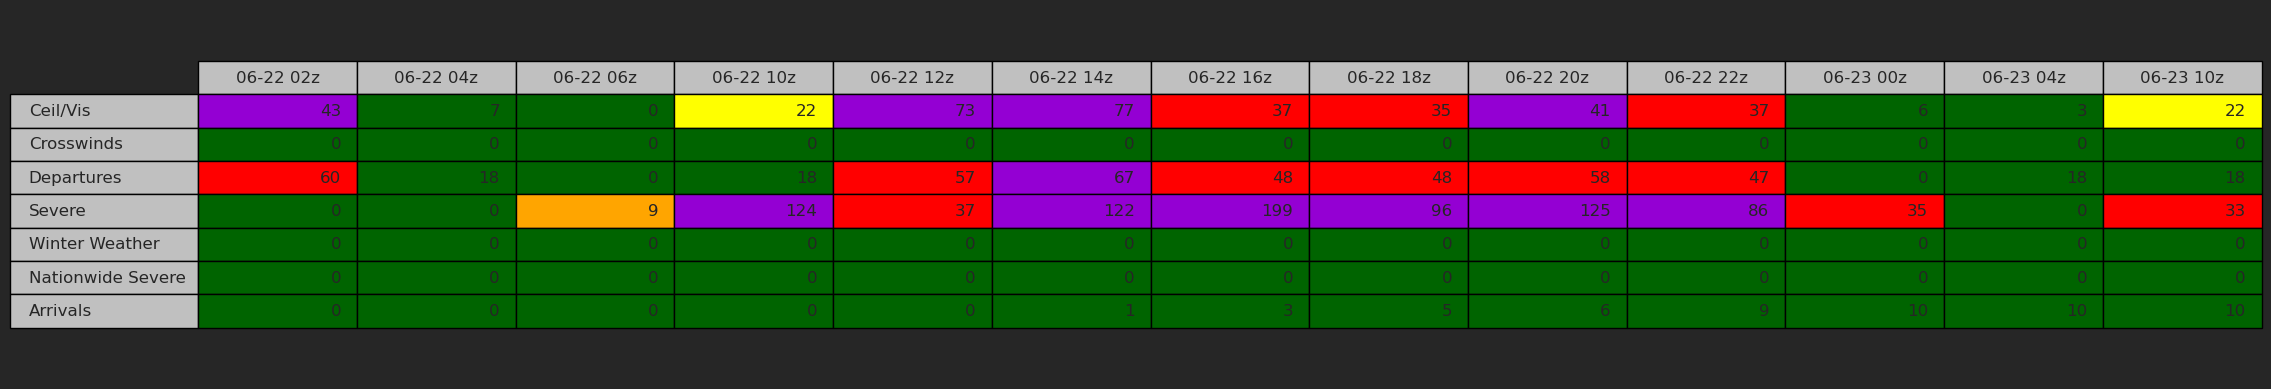 06-22 02z 06-22 04z 06-22 06z 06-22 10z 06-22 12z 06-22 14z 06-22 16z 06-22 18z 06-22 20z 06-22 22z 06-23 00z 06-23 04z 06-23 10z
Ceil/Vis 43 7 0 22 73 77 37 35 41 37 6 3 22
Crosswinds 0 0 0 0 0 0 0 0 0 0 0 0 0
Departures 60 18 0 18 57 67 48 48 58 47 0 18 18
Severe 0 0 9 124 37 122 199 96 125 86 35 0 33
Winter Weather 0 0 0 0 0 0 0 0 0 0 0 0 0
Nationwide Severe 0 0 0 0 0 0 0 0 0 0 0 0 0
Arrivals 0 0 0 0 0 1 3 5 6 9 10 10 10